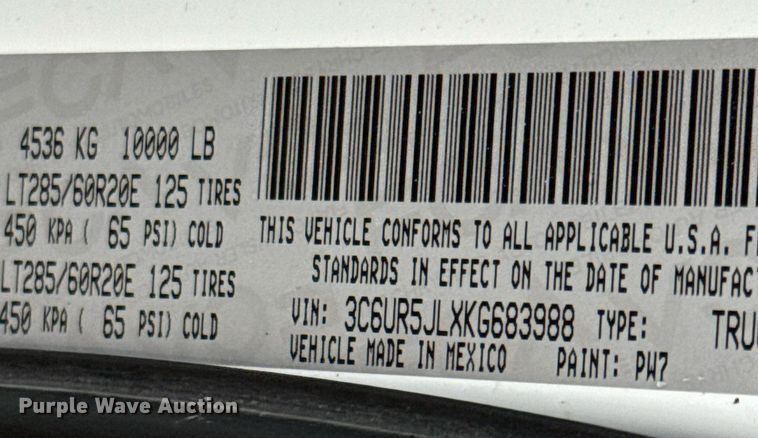 4536 KG 10000 LB
LT285/60R20E 125 TIRES
450 KPA ( 65 PSI) COLD
LT285/60R20E 125 TIRES
450 KPA ( 65 PSI) COLD
THIS VEHICLE CONFORMS TO ALL APPLICABLE U.S.A. F
STANDARDS IN EFFECT ON THE DATE OF MANUFACT
VIN: 3C6UR5JLXKG683988 TYPE: TRU
VEHICLE MADE IN MEXICO PAINT: PW7
Purple Wave Auction